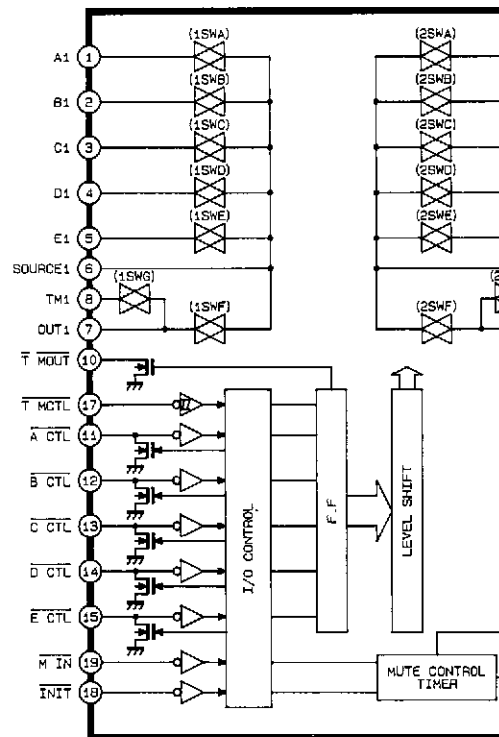 (1SWA)
(2SWA)
A1 1
(1SWB)
(2SWB)
B1 2
(1SWC)
(2SWC)
C1 3
(1SWD)
(2SWD)
D1 4
(1SWE)
(2SWE)
E1 5
SOURCE1 6
(1SWG)
TM1 8
(1SWF)
(2SWF)
(2
OUT1 7
T MOUT 10
T MCTL 17
A CTL 11
B CTL 12
C CTL 13
D CTL 14
E CTL 15
M IN 19
INIT 18
I/O CONTROL
F.F
LEVEL SHIFT
MUTE CONTROL
TIMER